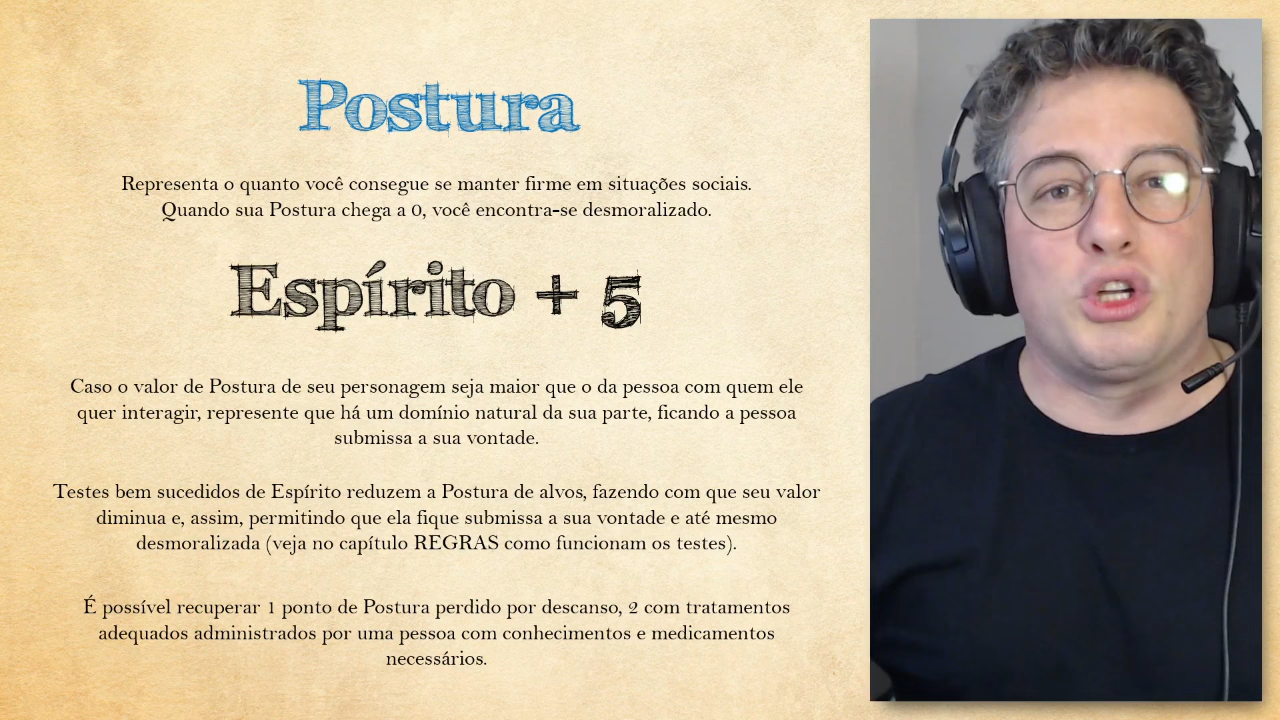 Postura
Representa o quanto você consegue se manter firme em situações sociais.
Quando sua Postura chega a 0, você encontra-se desmoralizado.
Espírito + 5
Caso o valor de Postura de seu personagem seja maior que o da pessoa com quem ele
quer interagir, represente que há um domínio natural da sua parte, ficando a pessoa
submissa a sua vontade.
Testes bem sucedidos de Espírito reduzem a Postura de alvos, fazendo com que seu valor
diminua e, assim, permitindo que ela fique submissa a sua vontade e até mesmo
desmoralizada (veja no capítulo REGRAS como funcionam os testes).
É possível recuperar 1 ponto de Postura perdido por descanso, 2 com tratamentos
adequados administrados por uma pessoa com conhecimentos e medicamentos
necessários.